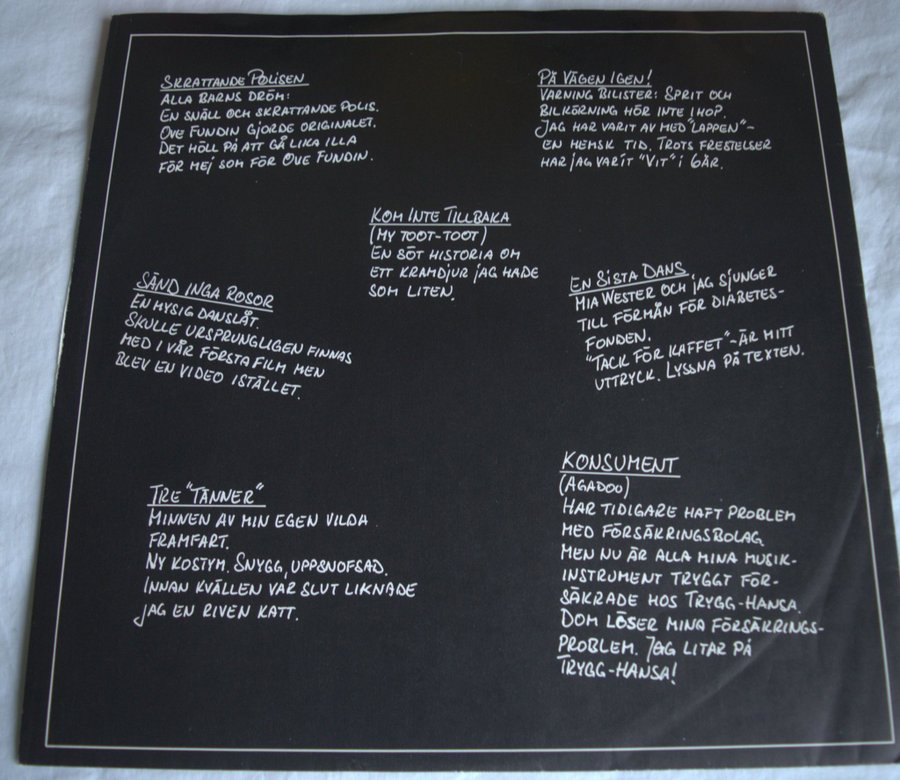 SKRATTANDE POLISEN
ALLA BARNS DRÖM:
EN SNÄLL OCH SKRATTANDE POLIS.
OVE FUNDIN GJORDE ORIGINALET.
DET HÖLL PÅ ATT GÅ LIKA ILLA
FÖR MEJ SOM FÖR OVE FUNDIN.
PÅ VÄGEN IGEN!
VARNING BILISTER: SPRIT OCH
BILKÖRNING HÖR INTE IHOP.
JAG HAR VARIT AV MED "LAPPEN"-
EN HEMSK TID. TROTS FRESTELSER
HAR JAG VARIT "VIT" I 6ÅR.
KOM INTE TILLBAKA
(MY TOOT-TOOT)
EN SÖT HISTORIA OM
ETT KRAMDJUR JAG HADE
SOM LITEN.
SÄND INGA ROSOR
EN MYSIG DANSLÅT.
SKULLE URSPRUNGLIGEN FINNAS
MED I VÅR FÖRSTA FILM MEN
BLEV EN VIDEO ISTÄLLET.
EN SISTA DANS
MIA WESTER OCH JAG SJUNGER
TILL FÖRMÅN FÖR DIABETES-
FONDEN.
"TACK FÖR KAFFET"-ÄR MITT
UTTRYCK. LYSSNA PÅ TEXTEN.
TRE "TÄNNER"
MINNEN AV MIN EGEN VILDA
FRAMFART.
NY KOSTYM. SNYGG, UPPSNOFSAD.
INNAN KVÄLLEN VAR SLUT LIKNADE
JAG EN RIVEN KATT.
KONSUMENT
(AGADOO)
HAR TIDIGARE HAFT PROBLEM
MED FÖRSÄKRINGSBOLAG
MEN NU ÄR ALLA MINA MUSIK-
INSTRUMENT TRYGGT FÖR-
SÄKRADE HOS TRYGG-HANSA.
DOM LÖSER MINA FÖRSÄKRINGS-
PROBLEM. JAG LITAR PÅ
TRYGG-HANSA!